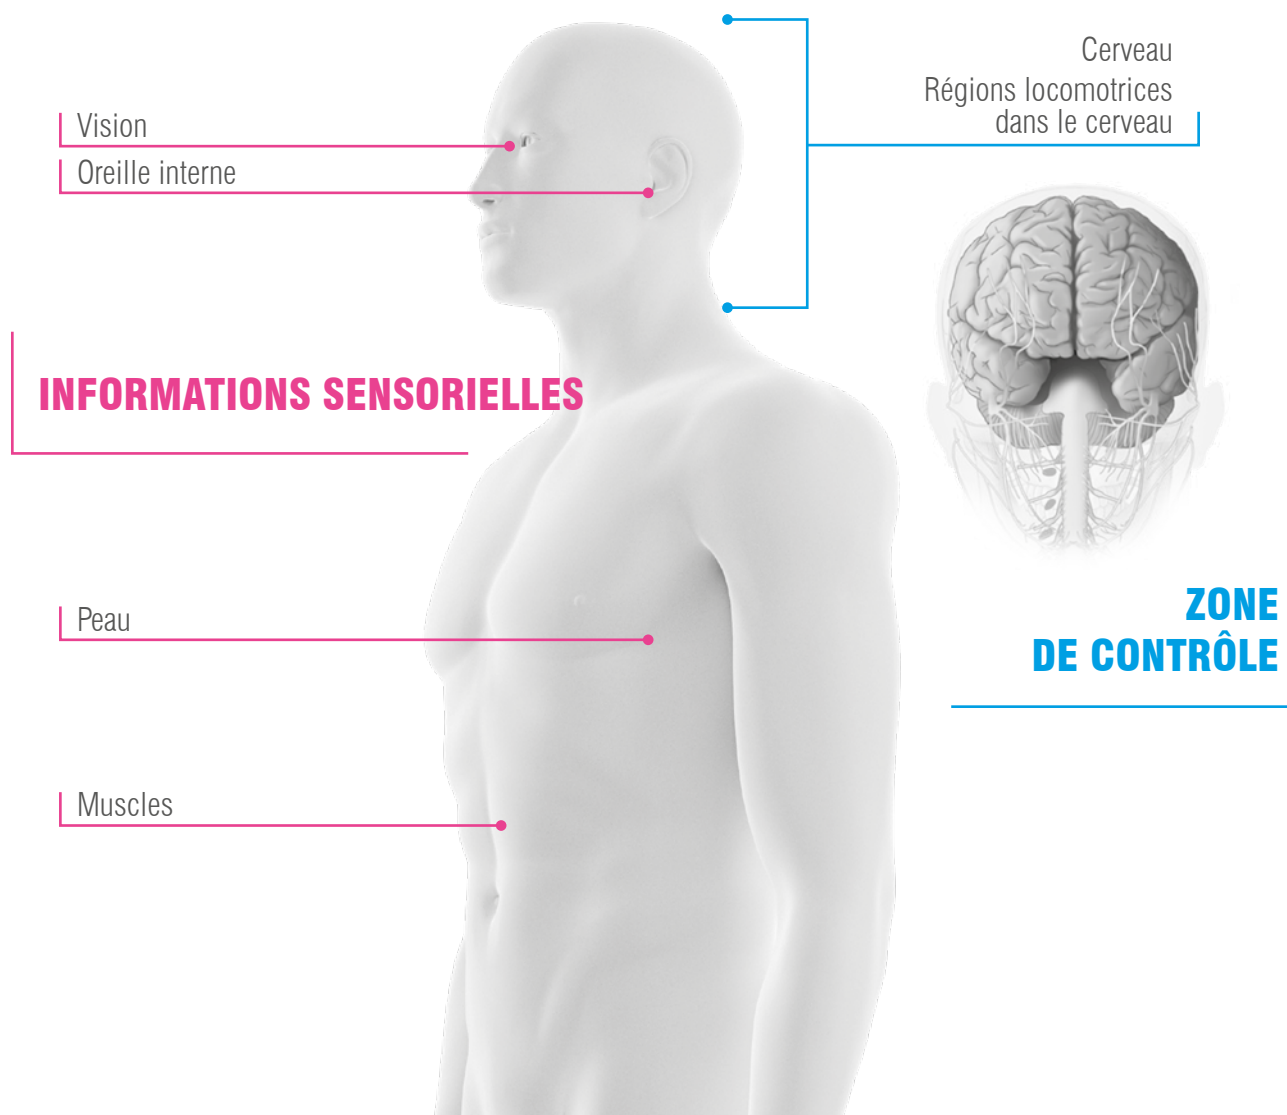 Cerveau
Régions locomotrices
dans le cerveau
Vision
Oreille interne
INFORMATIONS SENSORIELLES
Peau
Muscles
ZONE
DE CONTRÔLE